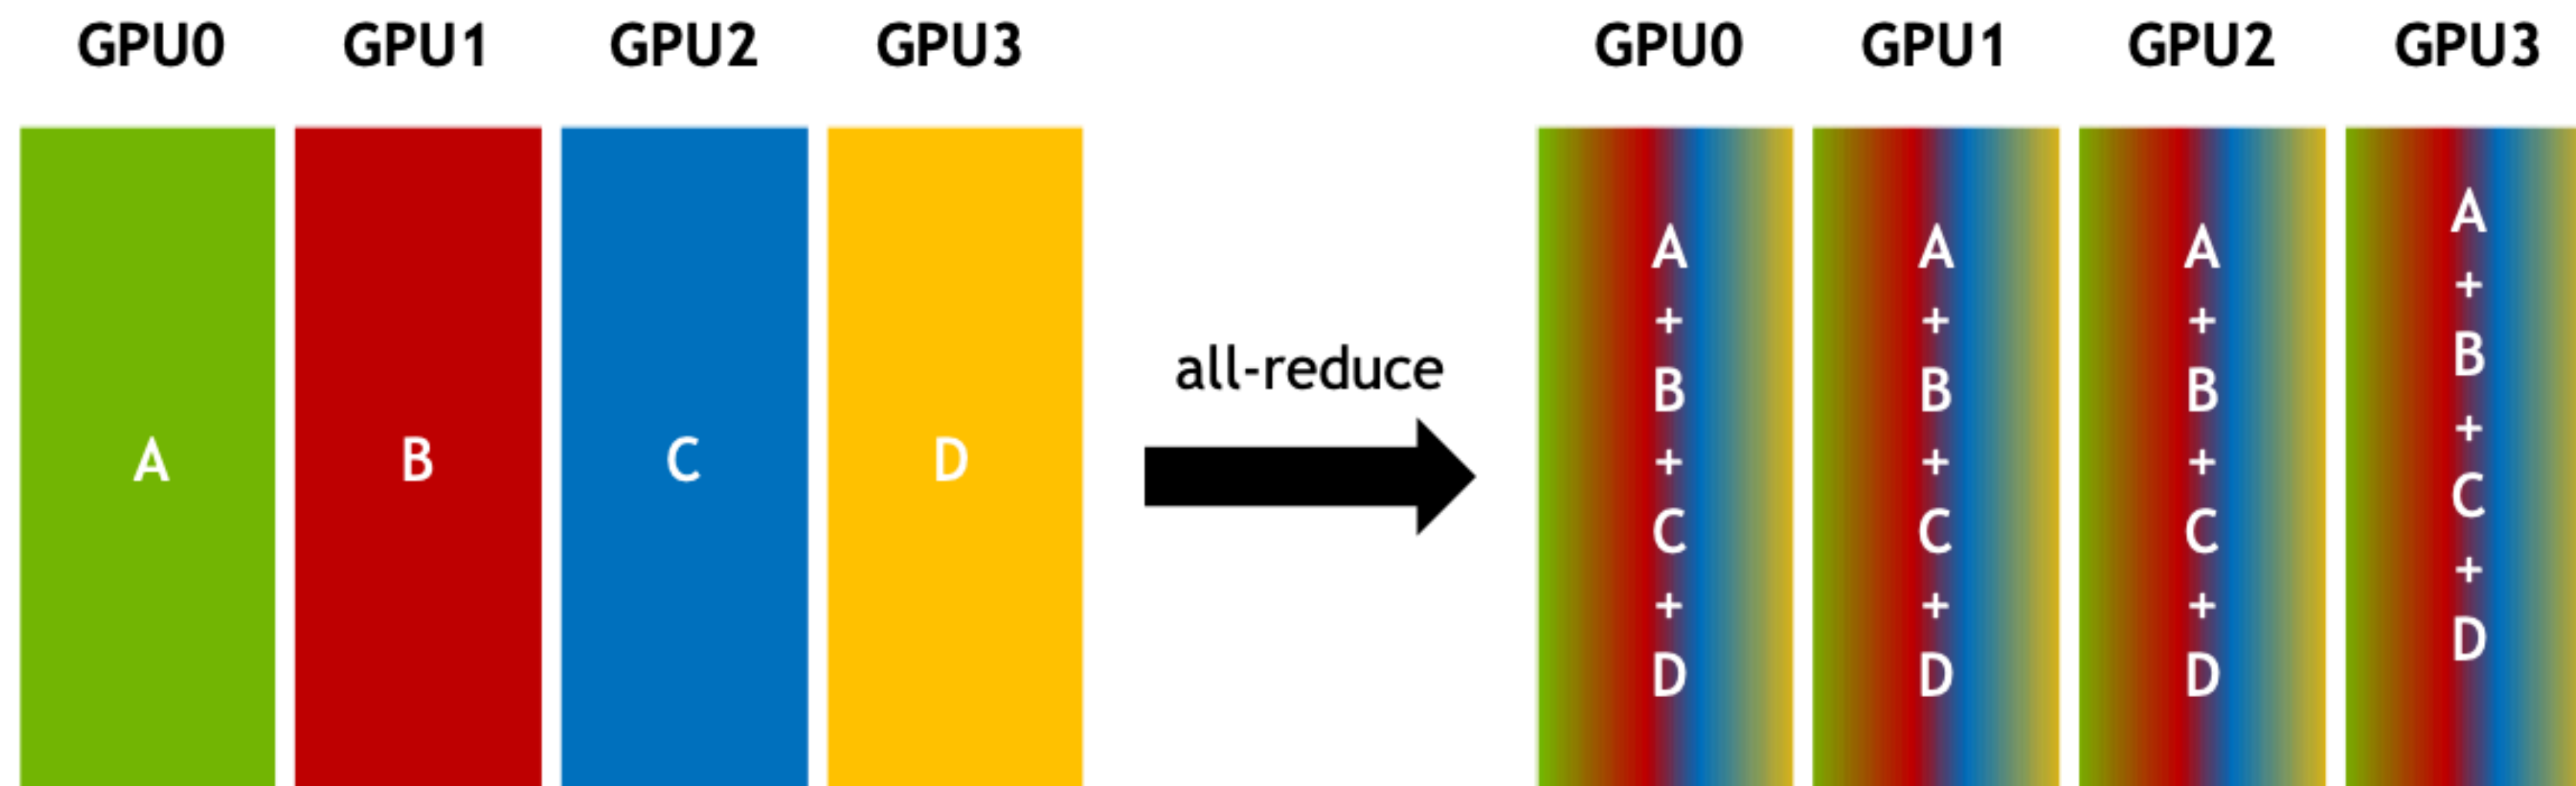 GPU0 GPU1 GPU2 GPU3 GPU0 GPU1 GPU2 GPU3
A B C D
all-reduce
A
+
B
+
C
+
D
A
+
B
+
C
+
D
A
+
B
+
C
+
D
A
+
B
+
C
+
D